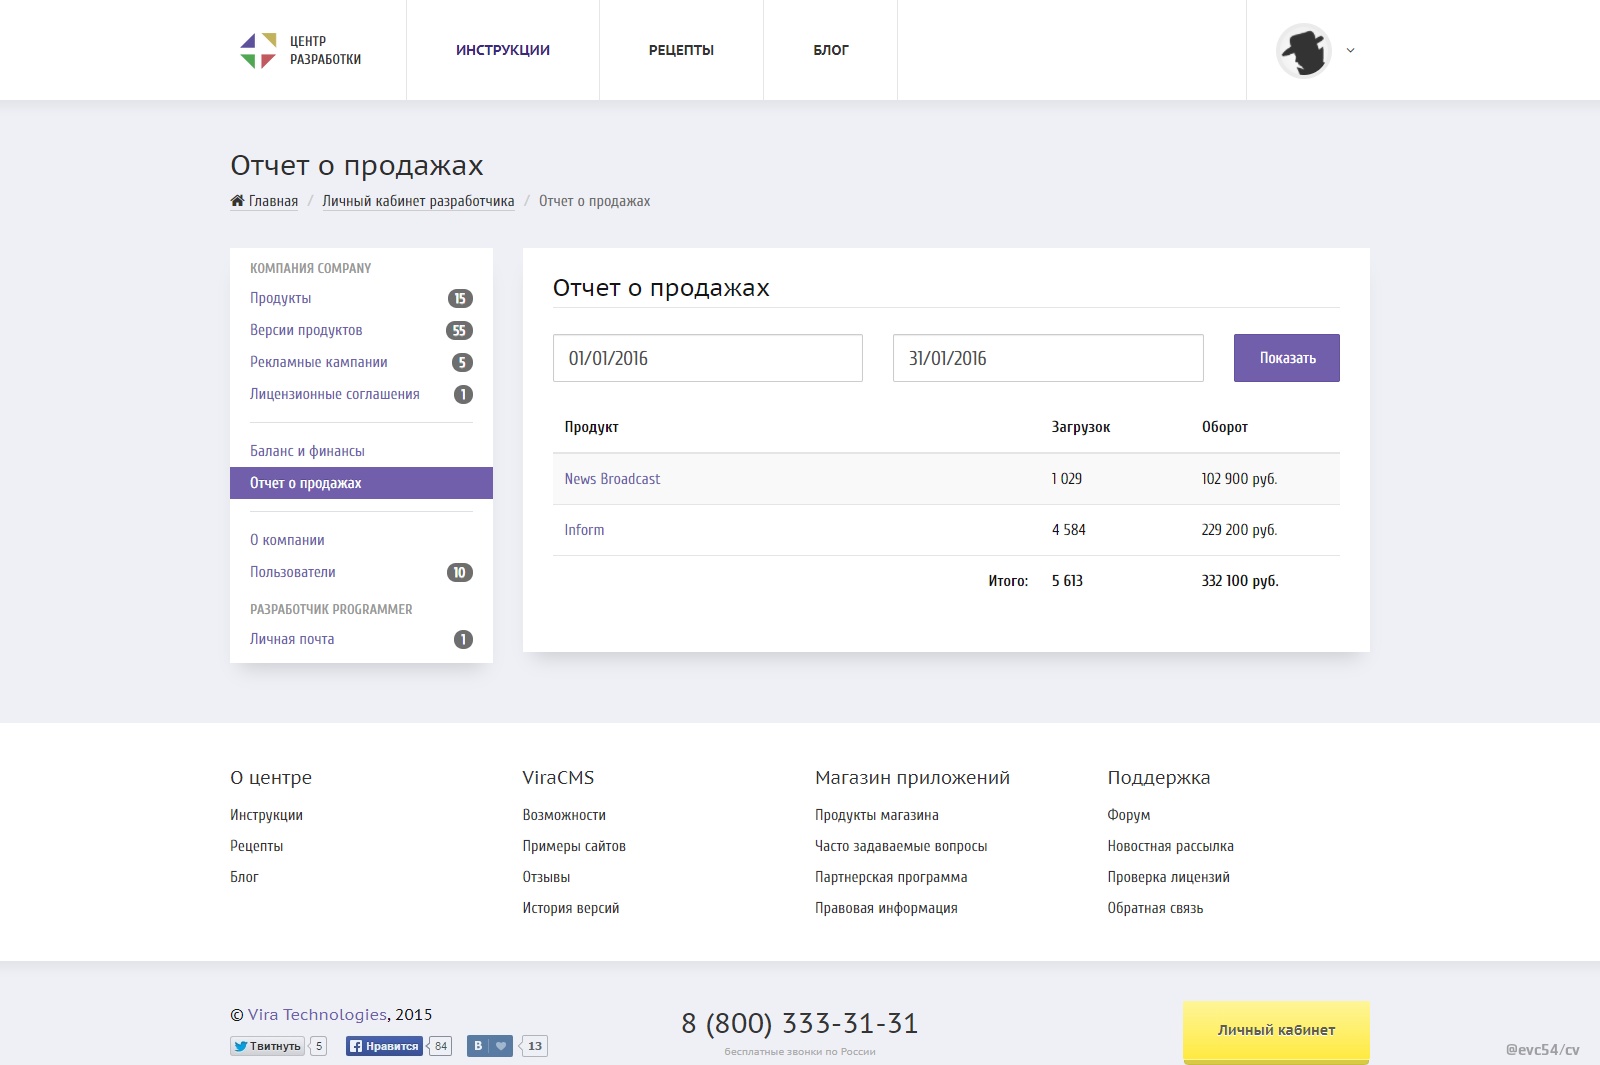 ЦЕНТР
РАЗРАБОТКИ
ИНСТРУКЦИИ
РЕЦЕПТЫ
БЛОГ
Отчет о продажах
Главная / Личный кабинет разработчика / Отчет о продажах
КОМПАНИЯ COMPANY
Продукты 15
Версии продуктов 55
Рекламные кампании 5
Лицензионные соглашения 1
Баланс и финансы
Отчет о продажах
О компании
Пользователи 10
РАЗРАБОТЧИК PROGRAMMER
Личная почта 1
Отчет о продажах
01/01/2016 31/01/2016 Показать
Продукт Загрузок Оборот
News Broadcast 1 029 102 900 руб.
Inform 4 584 229 200 руб.
Итого: 5 613 332 100 руб.
О центре
Инструкции
Рецепты
Блог
ViraCMS
Возможности
Примеры сайтов
Отзывы
История версий
Магазин приложений
Продукты магазина
Часто задаваемые вопросы
Партнерская программа
Правовая информация
Поддержка
Форум
Новостная рассылка
Проверка лицензий
Обратная связь
© Vira Technologies, 2015
Твитнуть 5 Нравится 84 В 13
8 (800) 333-31-31
бесплатные звонки по России
Личный кабинет
@evc54/cv